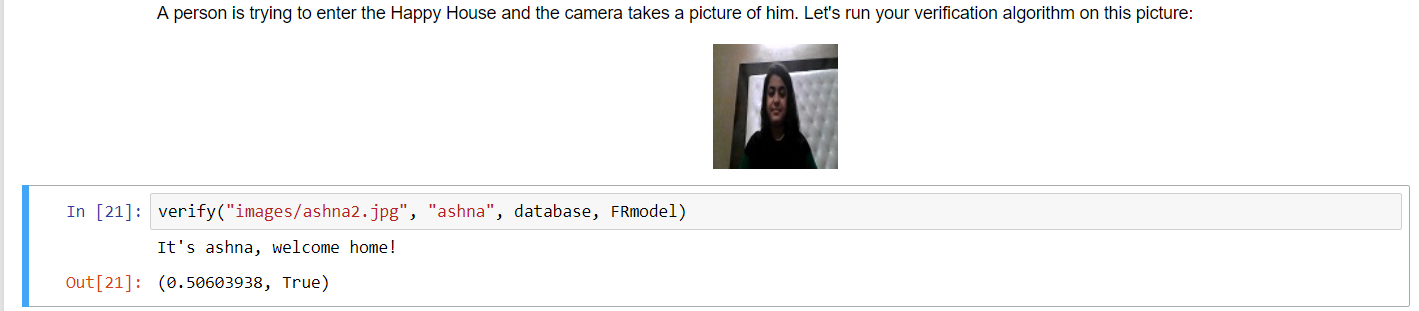 A person is trying to enter the Happy House and the camera takes a picture of him. Let's run your verification algorithm on this picture:
In [21]: verify("images/ashna2.jpg", "ashna", database, FRmodel)
It's ashna, welcome home!
Out[21]: (0.50603938, True)